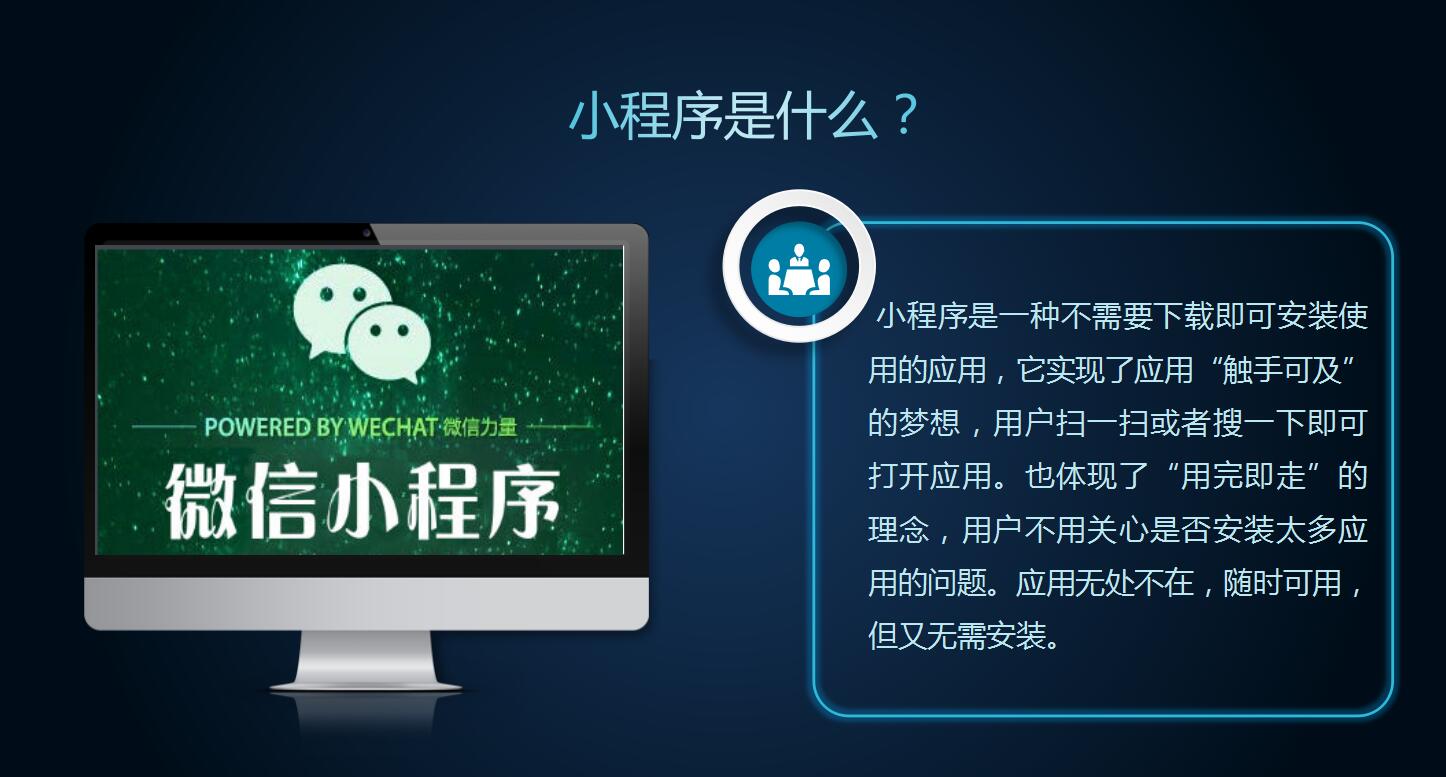 小程序是什么？
POWERED BY WECHAT 微信力量
微信小程序
小程序是一种不需要下载即可安装使
用的应用，它实现了应用“触手可及”
的梦想，用户扫一扫或者搜一下即可
打开应用。也体现了“用完即走”的
理念，用户不用关心是否安装太多应
用的问题。应用无处不在，随时可用，
但又无需安装。